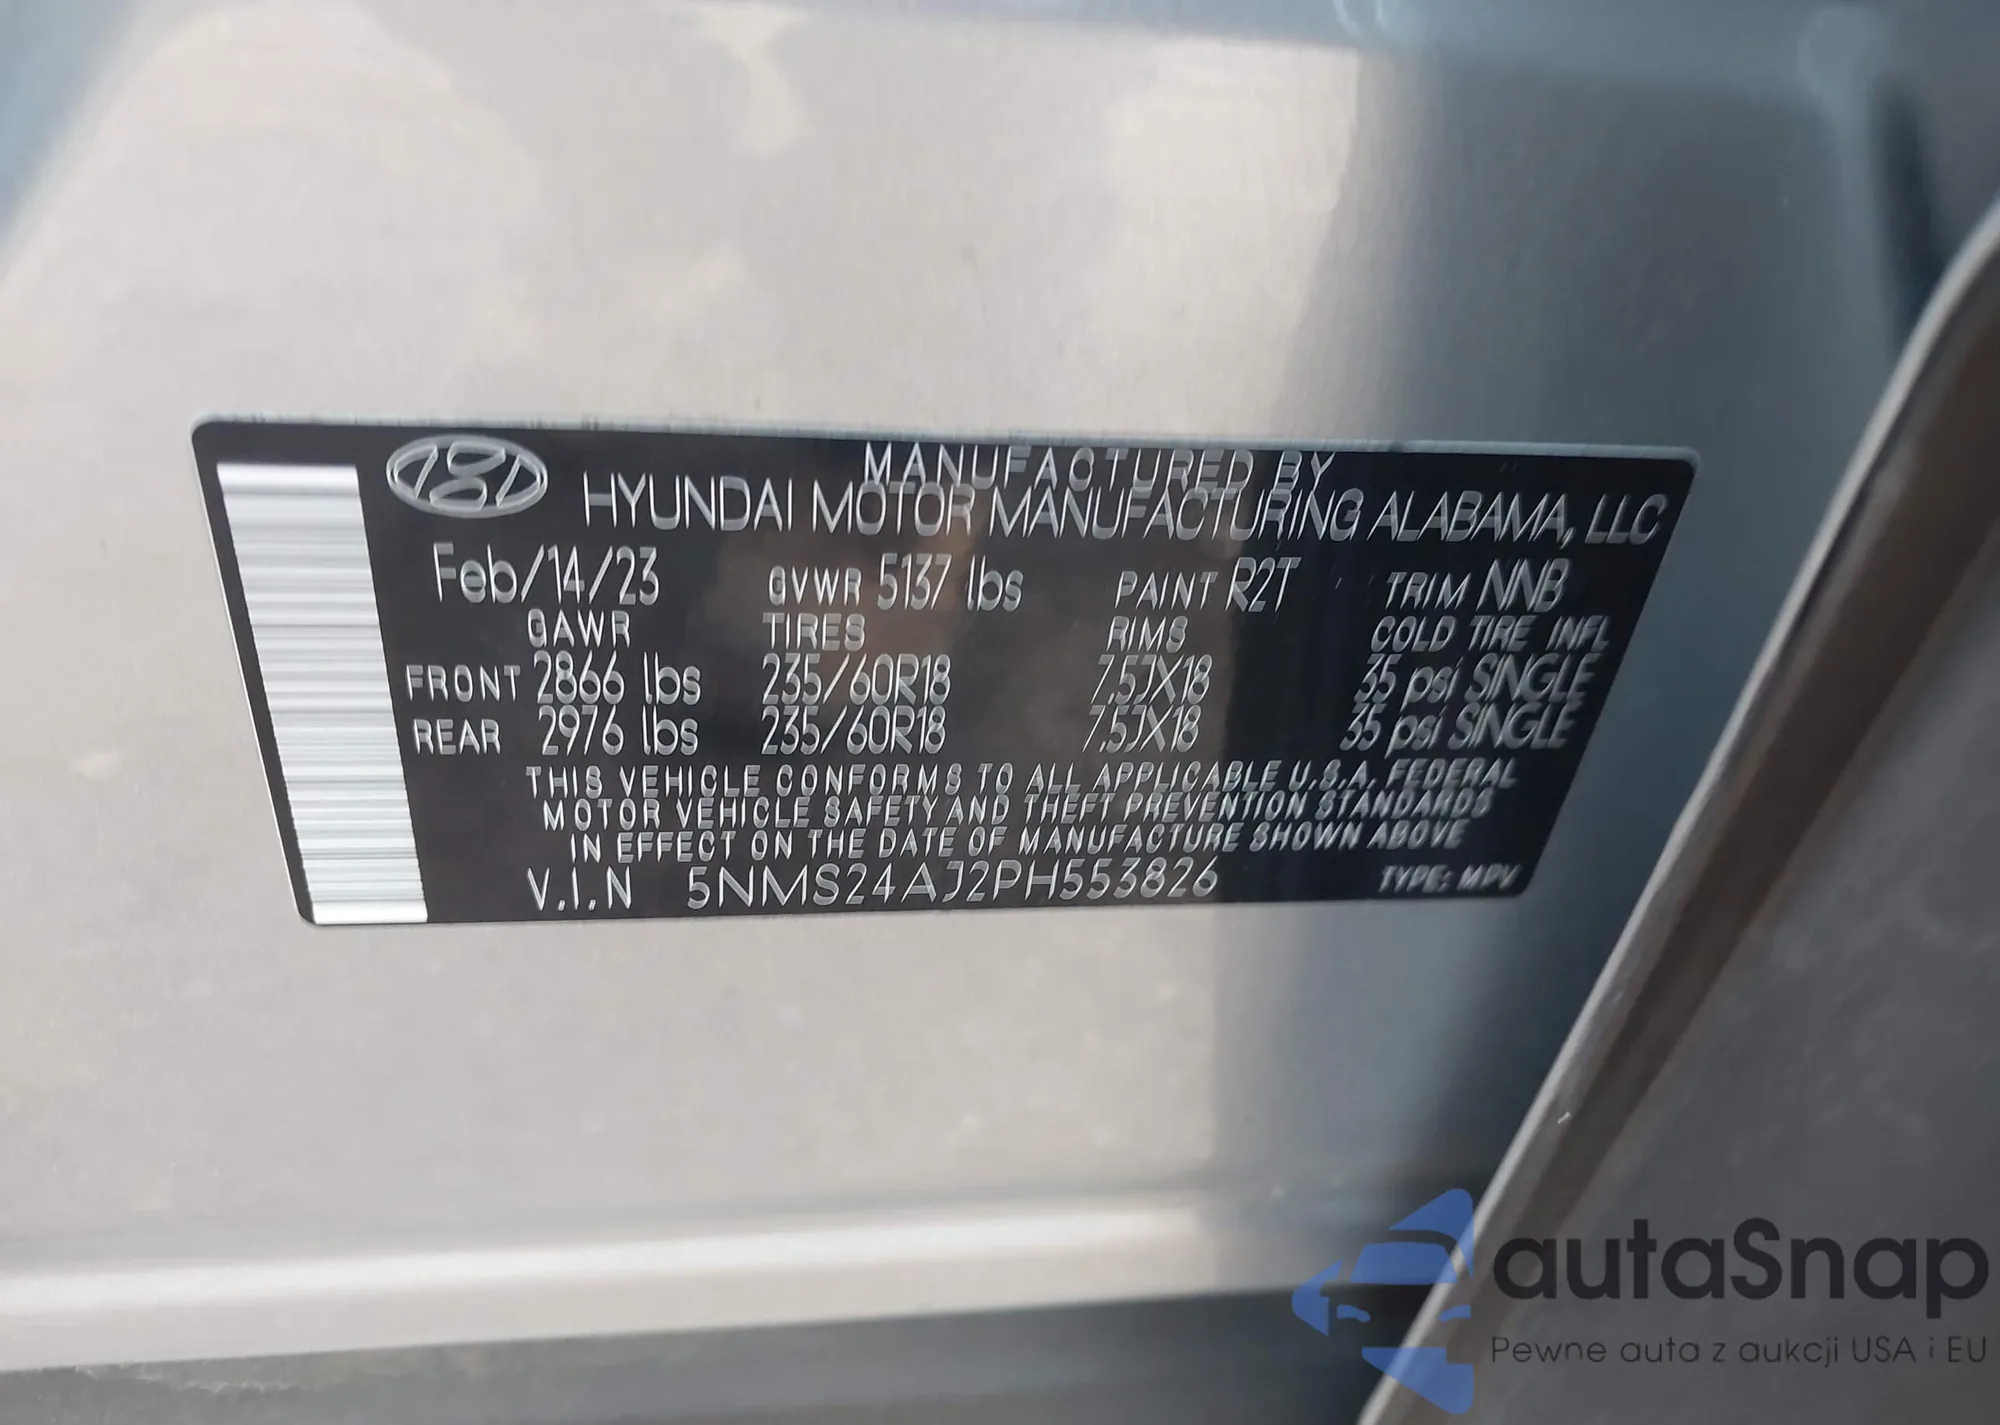 MANUFACTURED BY
HYUNDAI MOTOR MANUFACTURING ALABAMA, LLC
Feb/14/23 GVWR 5137 lbs PAINT R2T TRIM NNB
GAWR TIRES RIMS COLD TIRE INFL
FRONT 2866 lbs 235/60R18 7.5JX18 35 psi SINGLE
REAR 2976 lbs 235/60R18 7.5JX18 35 psi SINGLE
THIS VEHICLE CONFORMS TO ALL APPLICABLE U.S.A. FEDERAL
MOTOR VEHICLE SAFETY AND THEFT PREVENTION STANDARDS
IN EFFECT ON THE DATE OF MANUFACTURE SHOWN ABOVE
V.I.N 5NMS24AJ2PH553826 TYPE: MPV
autaSnap
Pewne auta z aukcji USA i EU